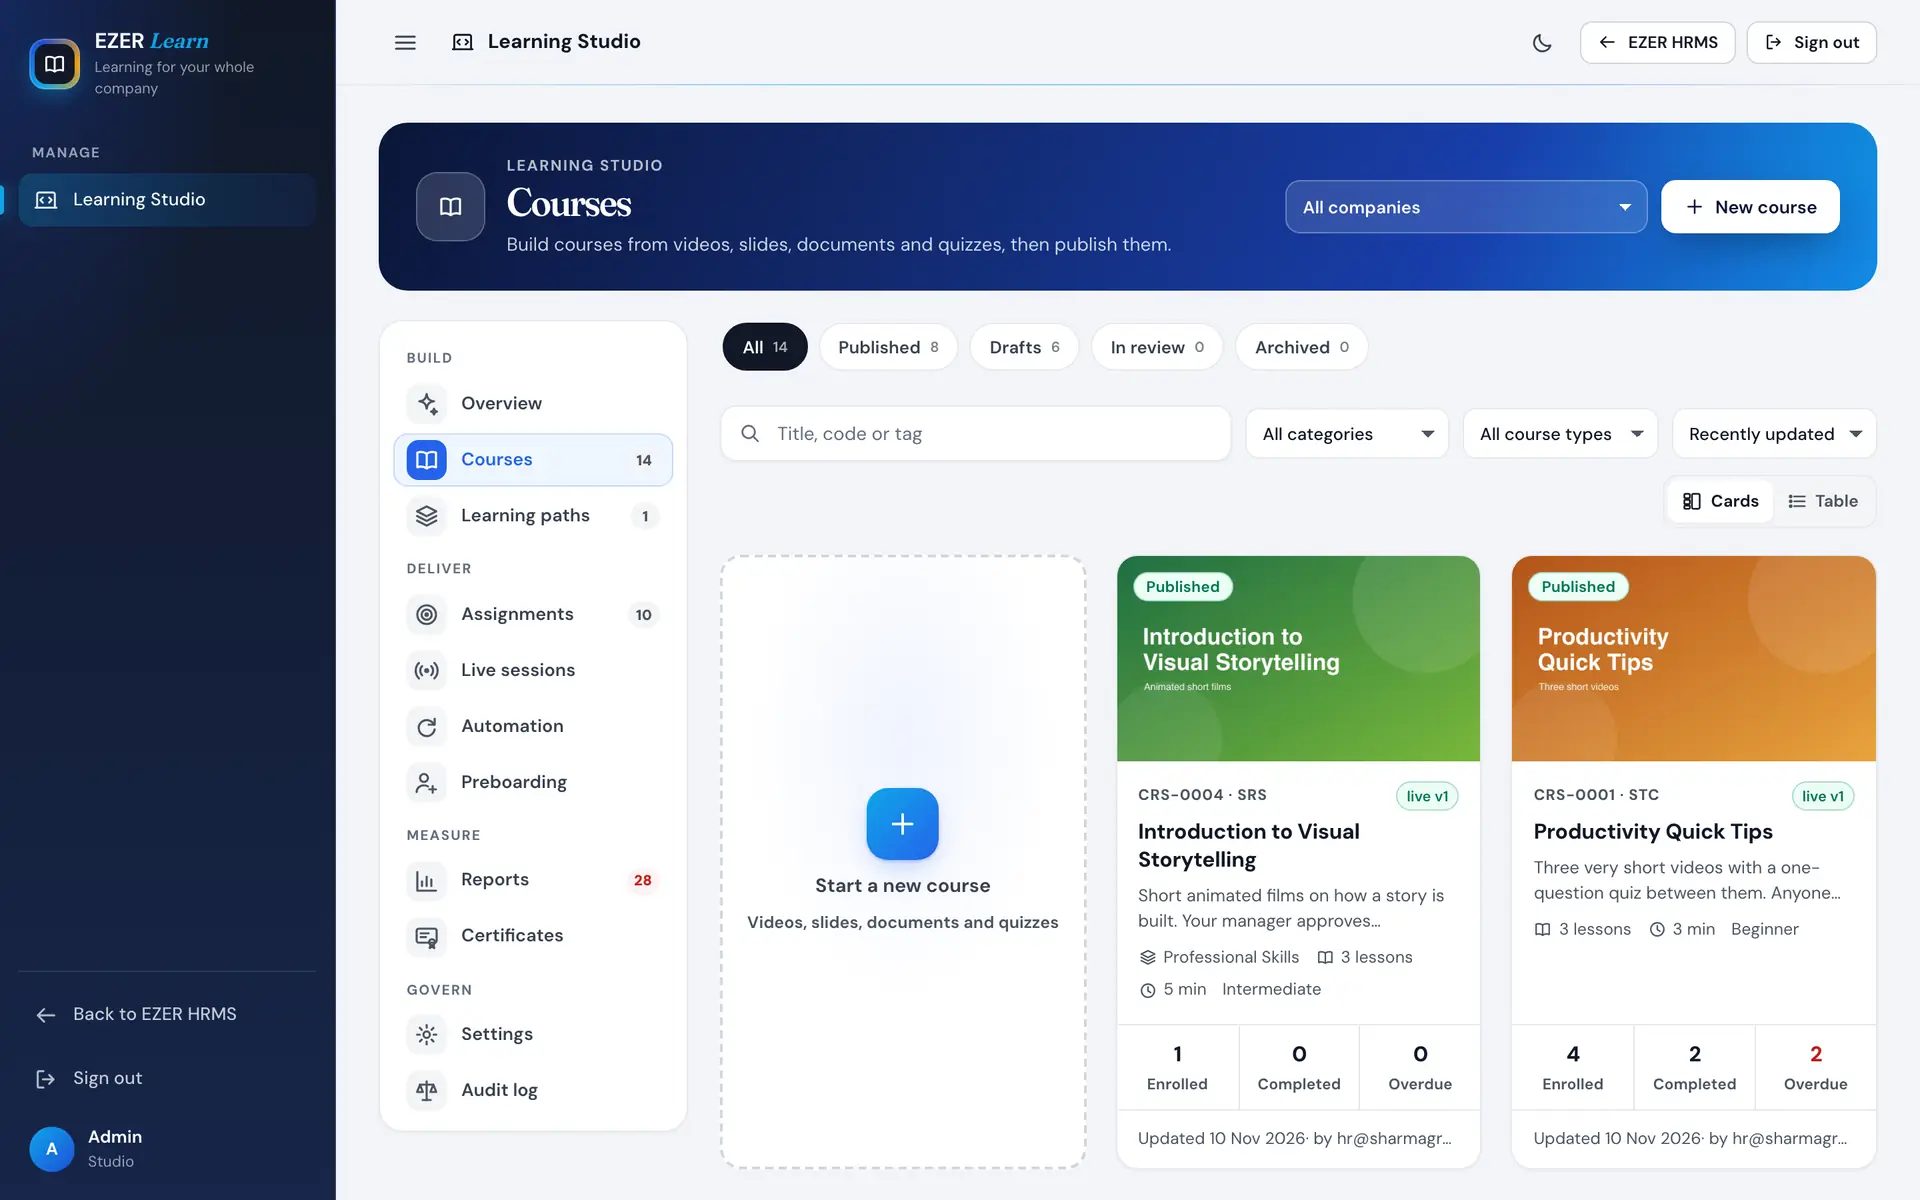 EZER Learn
Learning for your whole
company
MANAGE
Learning Studio
Back to EZER HRMS
Sign out
A
Admin
Studio
Learning Studio
EZER HRMS
Sign out
LEARNING STUDIO
Courses
Build courses from videos, slides, documents and quizzes, then publish them.
All companies
New course
BUILD
Overview
Courses 14
Learning paths 1
DELIVER
Assignments 10
Live sessions
Automation
Preboarding
MEASURE
Reports 28
Certificates
GOVERN
Settings
Audit log
All 14
Published 8
Drafts 6
In review 0
Archived 0
Title, code or tag
All categories
All course types
Recently updated
Cards
Table
Start a new course
Videos, slides, documents and quizzes
Published
Introduction to
Visual Storytelling
Animated short films
CRS-0004 · SRS
live v1
Introduction to Visual
Storytelling
Short animated films on how a story is
built. Your manager approves...
Professional Skills 3 lessons
5 min Intermediate
1 0 0
Enrolled Completed Overdue
Updated 10 Nov 2026· by hr@sharmagr...
Published
Productivity
Quick Tips
Three short videos
CRS-0001 · STC
live v1
Productivity Quick Tips
Three very short videos with a one-
question quiz between them. Anyone...
3 lessons 3 min Beginner
4 2 2
Enrolled Completed Overdue
Updated 10 Nov 2026· by hr@sharmagr...